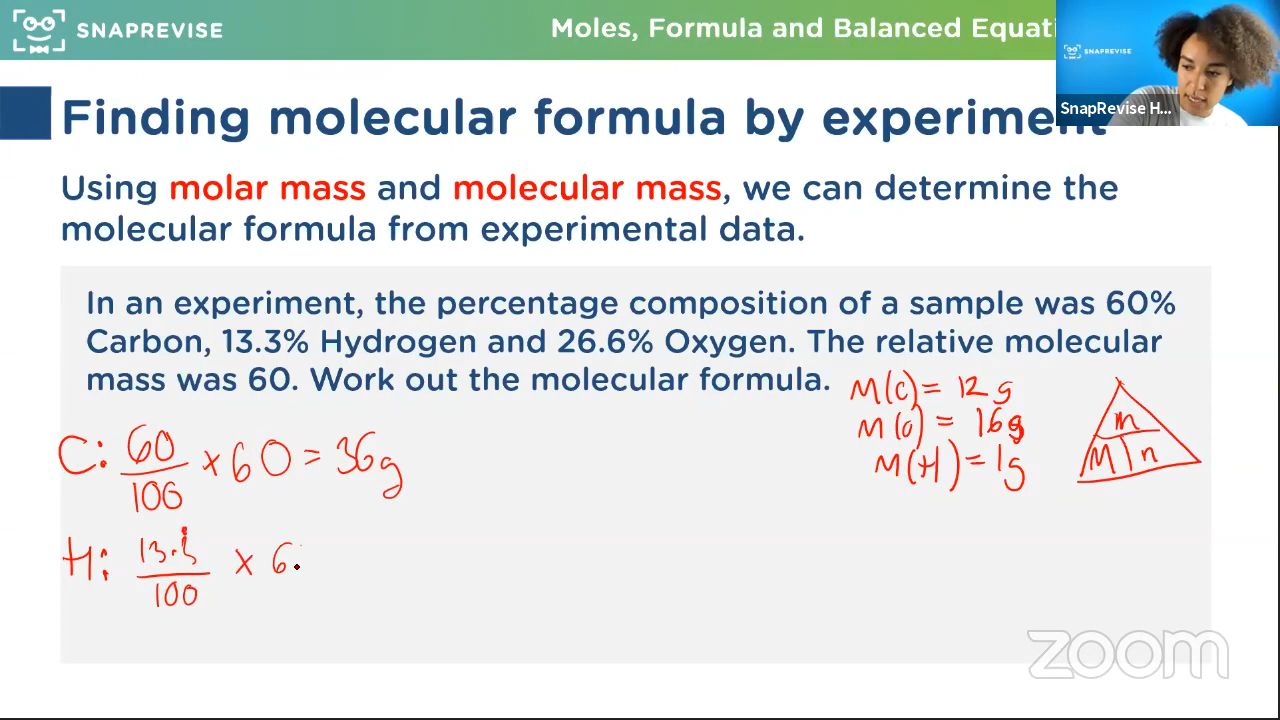 SNAPREVISE
Moles, Formula and Balanced Equati
SNAPREVISE
SnapRevise H...
Finding molecular formula by experiment
Using molar mass and molecular mass, we can determine the
molecular formula from experimental data.
In an experiment, the percentage composition of a sample was 60%
Carbon, 13.3% Hydrogen and 26.6% Oxygen. The relative molecular
mass was 60. Work out the molecular formula.
M(C) = 12g
M(O) = 16g
M(H) = 1g
m
M n
C: 60/100 × 60 = 36g
H: 13.3/100 × 6
zoom